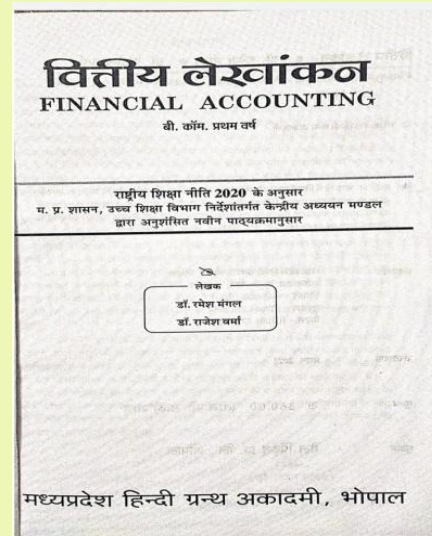 वित्तीय लेखांकन
FINANCIAL ACCOUNTING
बी. कॉम. प्रथम वर्ष
राष्ट्रीय शिक्षा नीति 2020 के अनुसार
म. प्र. शासन, उच्च शिक्षा विभाग निर्देशांतर्गत केन्द्रीय अध्ययन मण्डल
द्वारा अनुशंसित नवीन पाठ्यक्रमानुसार
लेखक
डॉ. रमेश मंगल
डॉ. राजेश वर्मा
मध्यप्रदेश हिन्दी ग्रन्थ अकादमी, भोपाल